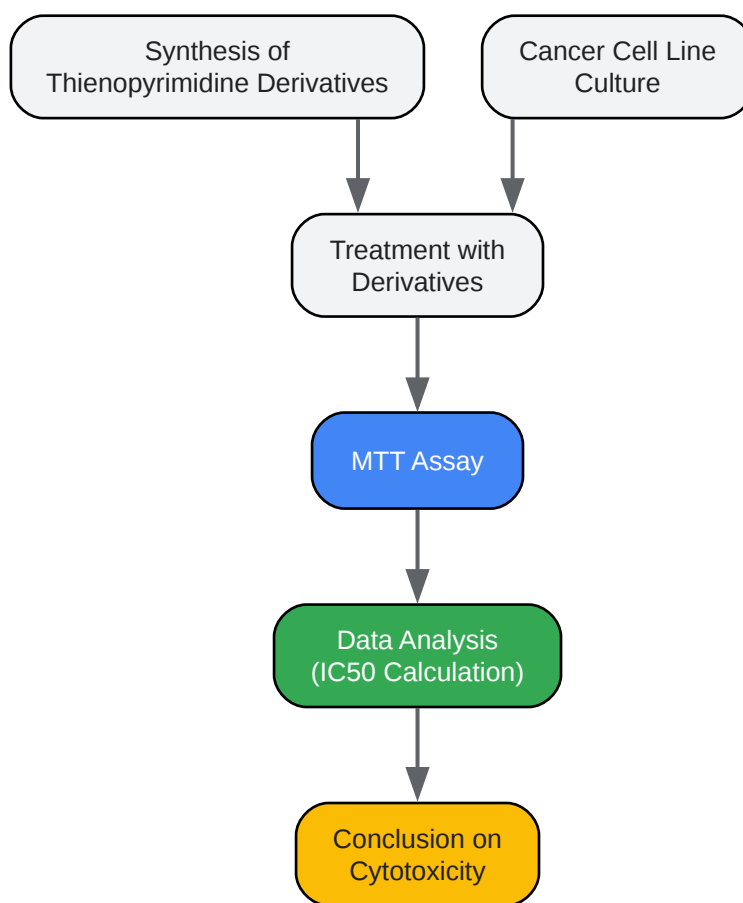 Synthesis of
Thienopyrimidine Derivatives
Cancer Cell Line
Culture
Treatment with
Derivatives
MTT Assay
Data Analysis
(IC50 Calculation)
Conclusion on
Cytotoxicity